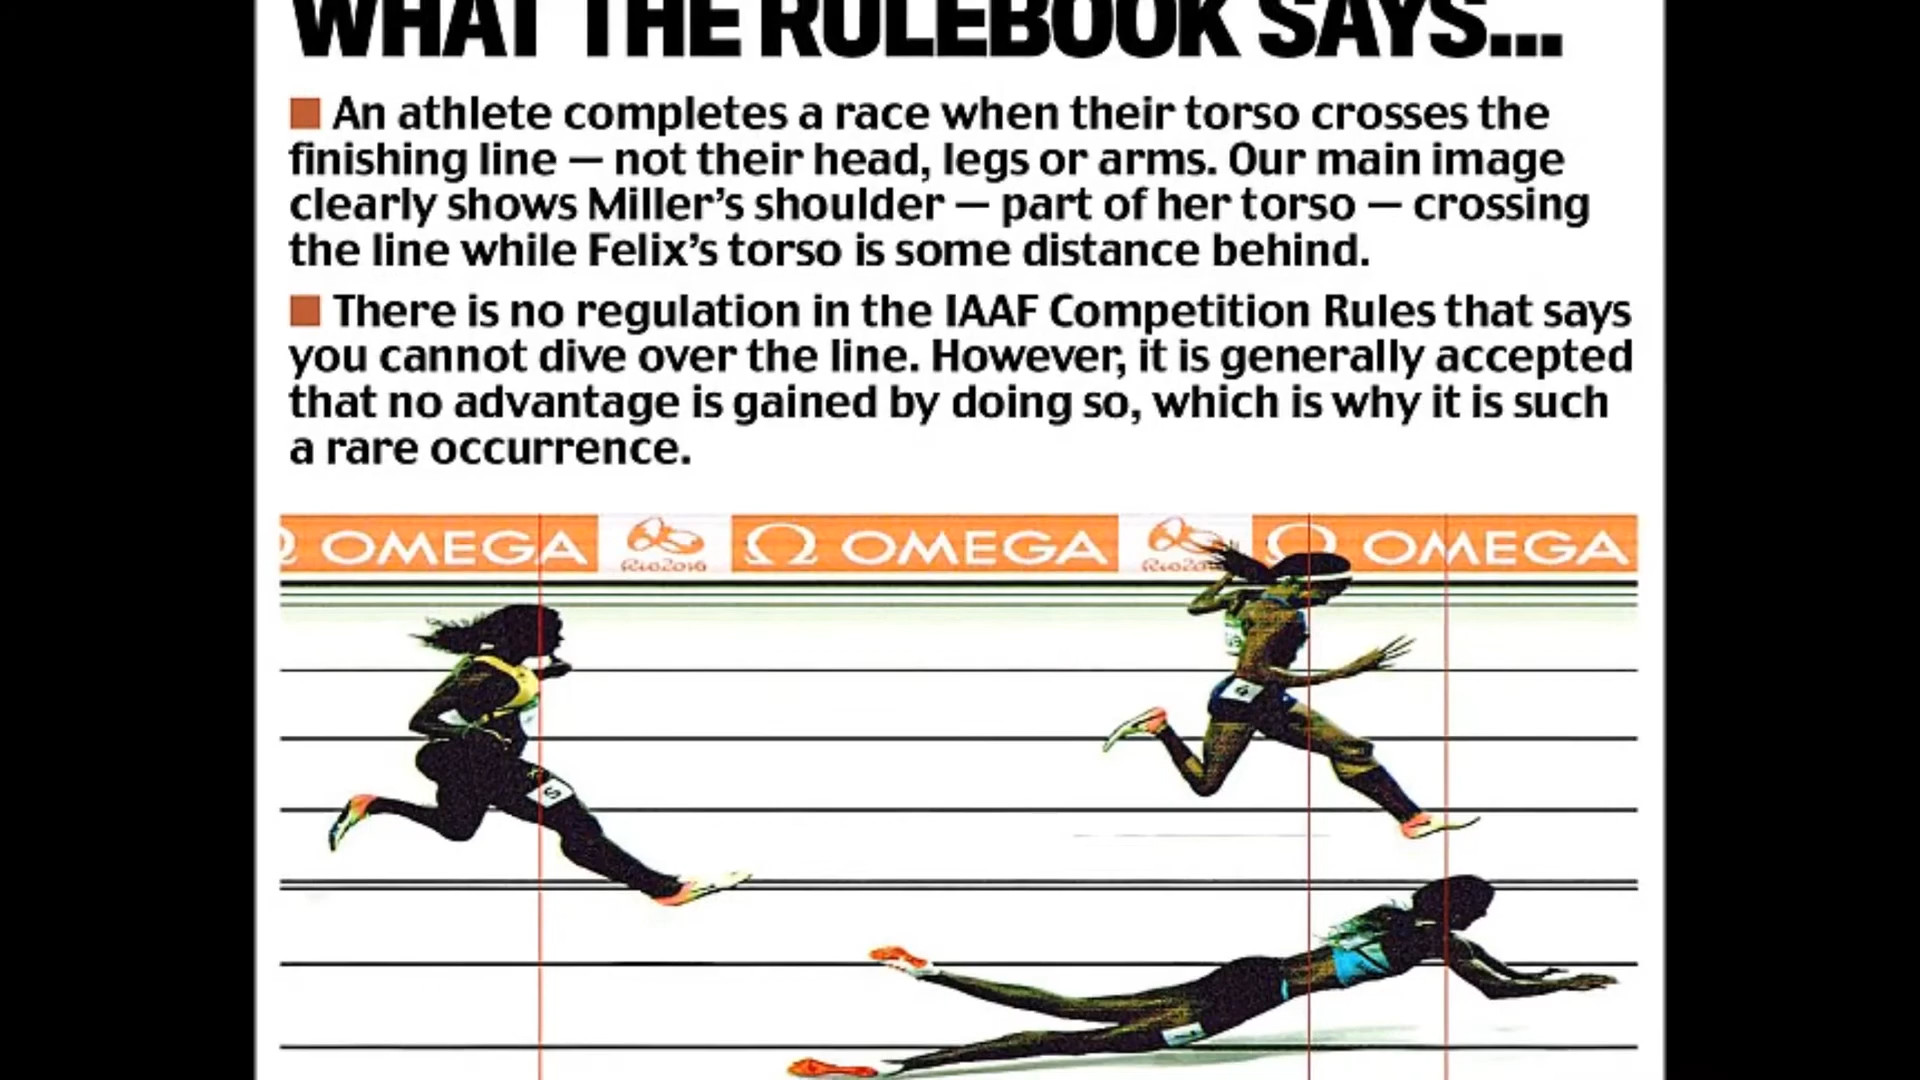 WHAT THE RULEBOOK SAYS...
■ An athlete completes a race when their torso crosses the
finishing line — not their head, legs or arms. Our main image
clearly shows Miller's shoulder — part of her torso — crossing
the line while Felix's torso is some distance behind.
■ There is no regulation in the IAAF Competition Rules that says
you cannot dive over the line. However, it is generally accepted
that no advantage is gained by doing so, which is why it is such
a rare occurrence.
Ω OMEGA Rio2016 Ω OMEGA Ω OMEGA
4
5